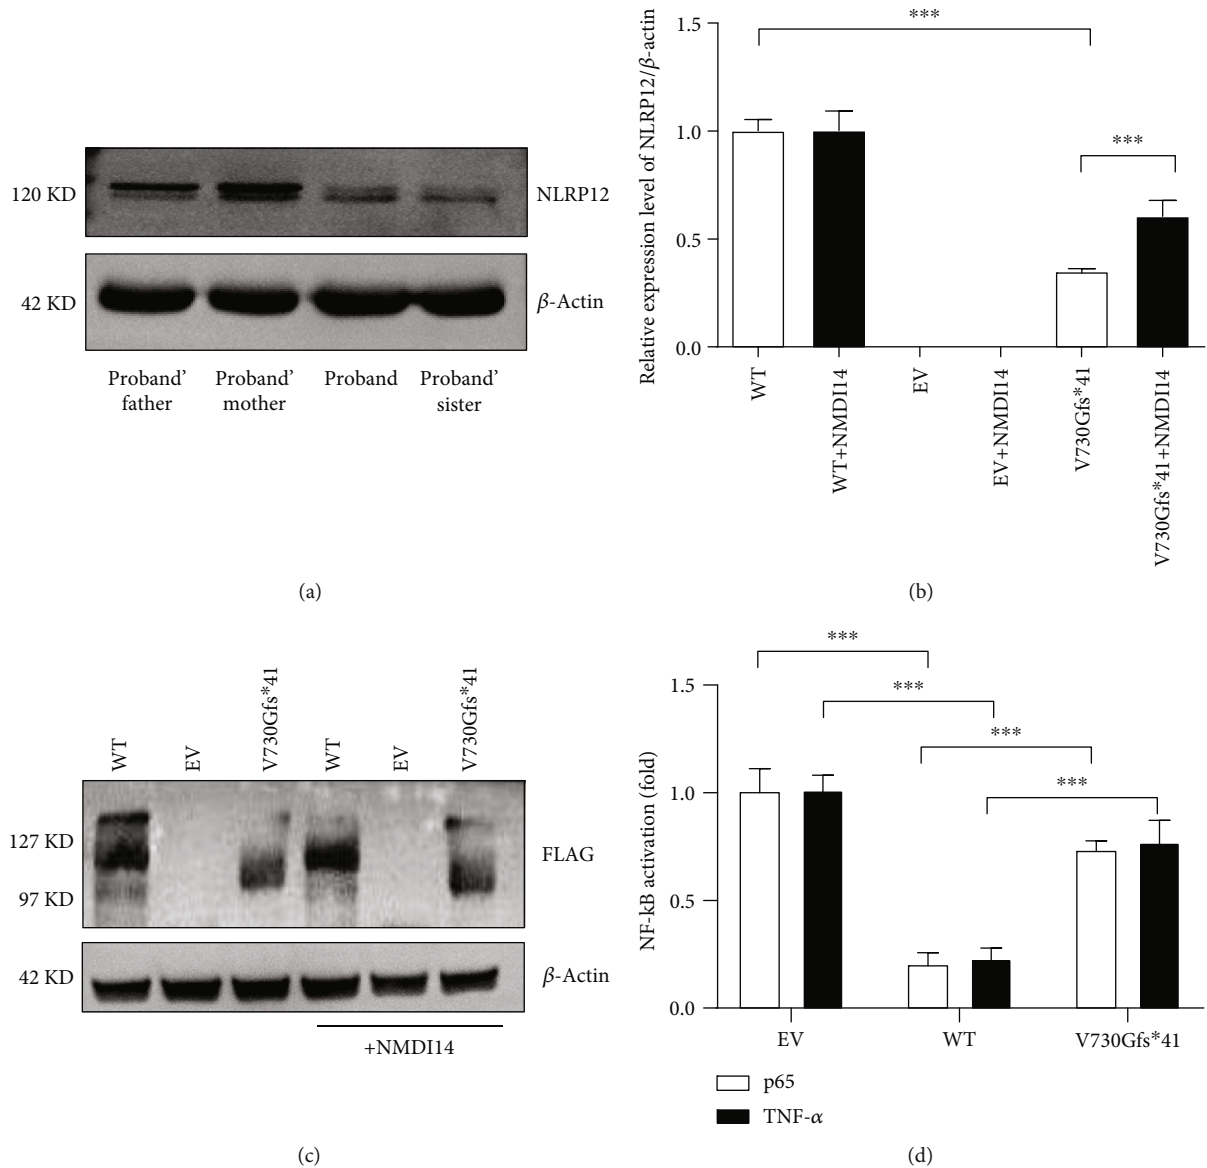 120 KD
NLRP12
42 KD
β-Actin
Proband’ father
Proband’ mother
Proband
Proband’ sister
(a)
Relative expression level of NLRP12/β-actin
1.5
1.0
0.5
0.0
***
***
WT
WT+NMDI14
EV
EV+NMDI14
V730Gfs*41
V730Gfs*41+NMDI14
(b)
WT
EV
V730Gfs*41
WT
EV
V730Gfs*41
127 KD
97 KD
FLAG
42 KD
β-Actin
+NMDI14
(c)
NF-kB activation (fold)
1.5
1.0
0.5
0.0
***
***
***
***
EV
WT
V730Gfs*41
p65
TNF-α
(d)